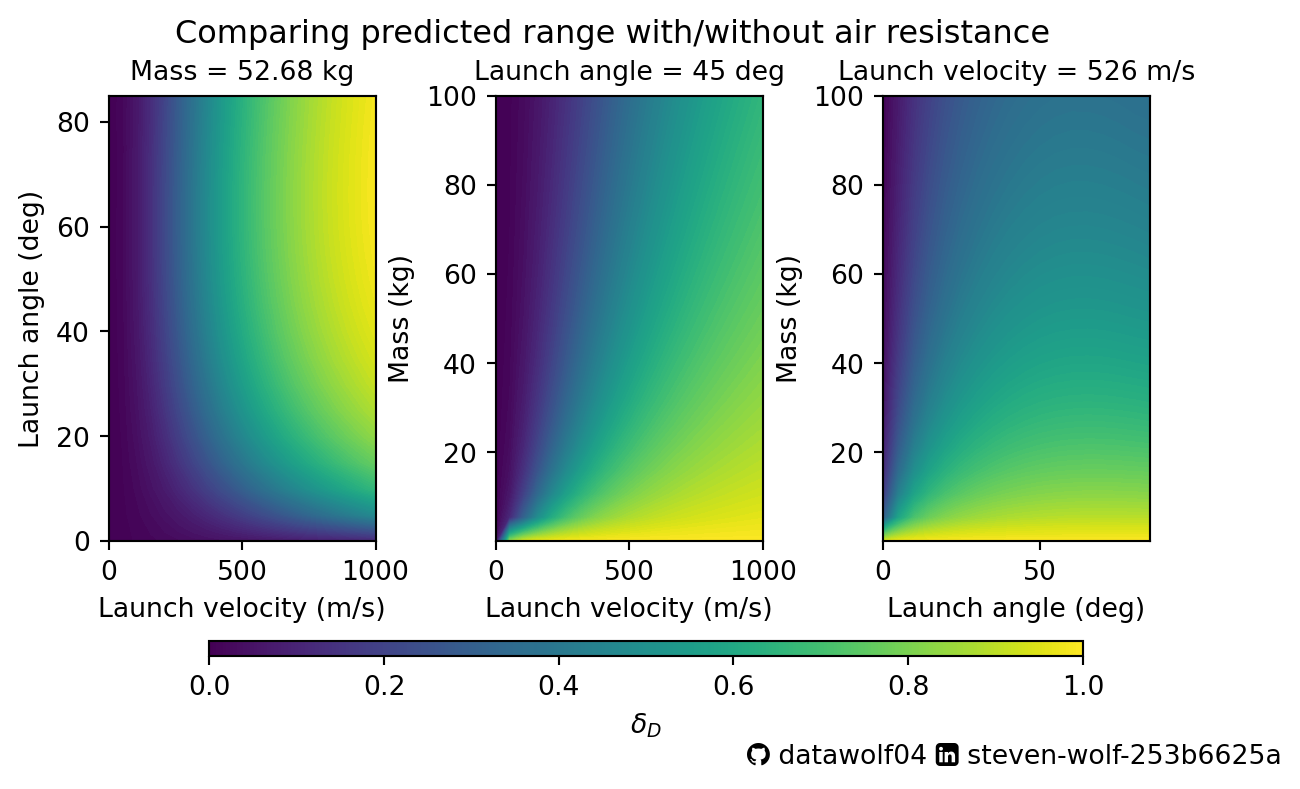 Comparing predicted range with/without air resistance
Mass = 52.68 kg
Launch angle (deg)
80
60
40
20
0
0 500 1000
Launch velocity (m/s)
Launch angle = 45 deg
Mass (kg)
100
80
60
40
20
0 500 1000
Launch velocity (m/s)
Launch velocity = 526 m/s
Mass (kg)
100
80
60
40
20
0 50
Launch angle (deg)
0.0 0.2 0.4 0.6 0.8 1.0
δ_D
datawolf04 in steven-wolf-253b6625a